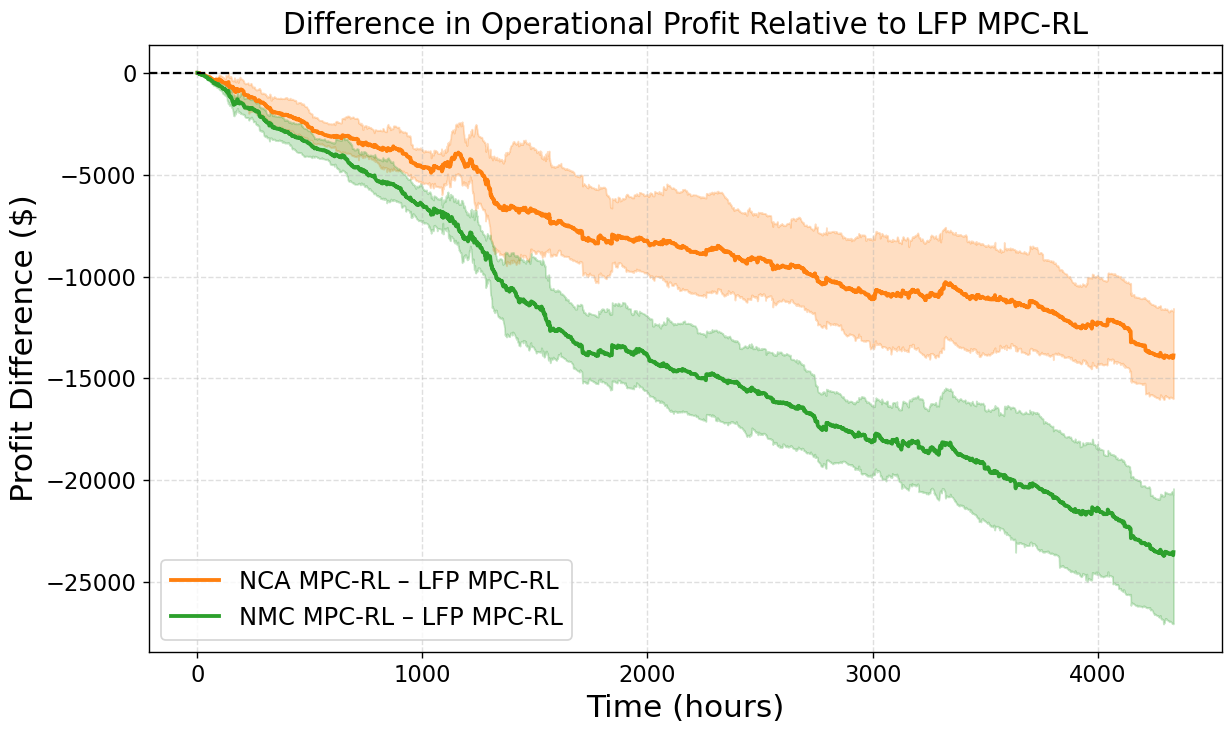 Difference in Operational Profit Relative to LFP MPC-RL
Profit Difference ($)
0
−5000
−10000
−15000
−20000
−25000
NCA MPC-RL – LFP MPC-RL
NMC MPC-RL – LFP MPC-RL
0 1000 2000 3000 4000
Time (hours)